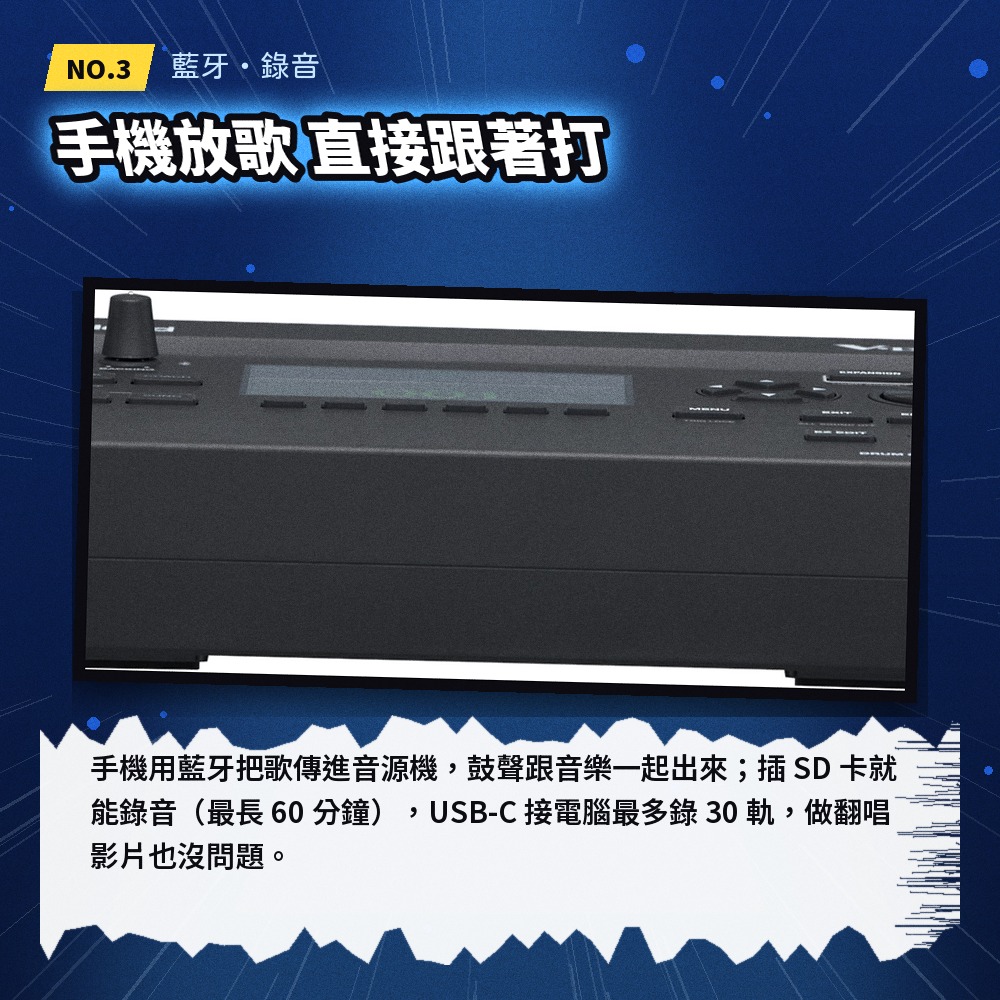 NO.3 藍牙・錄音
手機放歌 直接跟著打
EXPANSION
MENU
EXIT
手機用藍牙把歌傳進音源機，鼓聲跟音樂一起出來；插 SD 卡就
能錄音（最長 60 分鐘），USB-C 接電腦最多錄 30 軌，做翻唱
影片也沒問題。